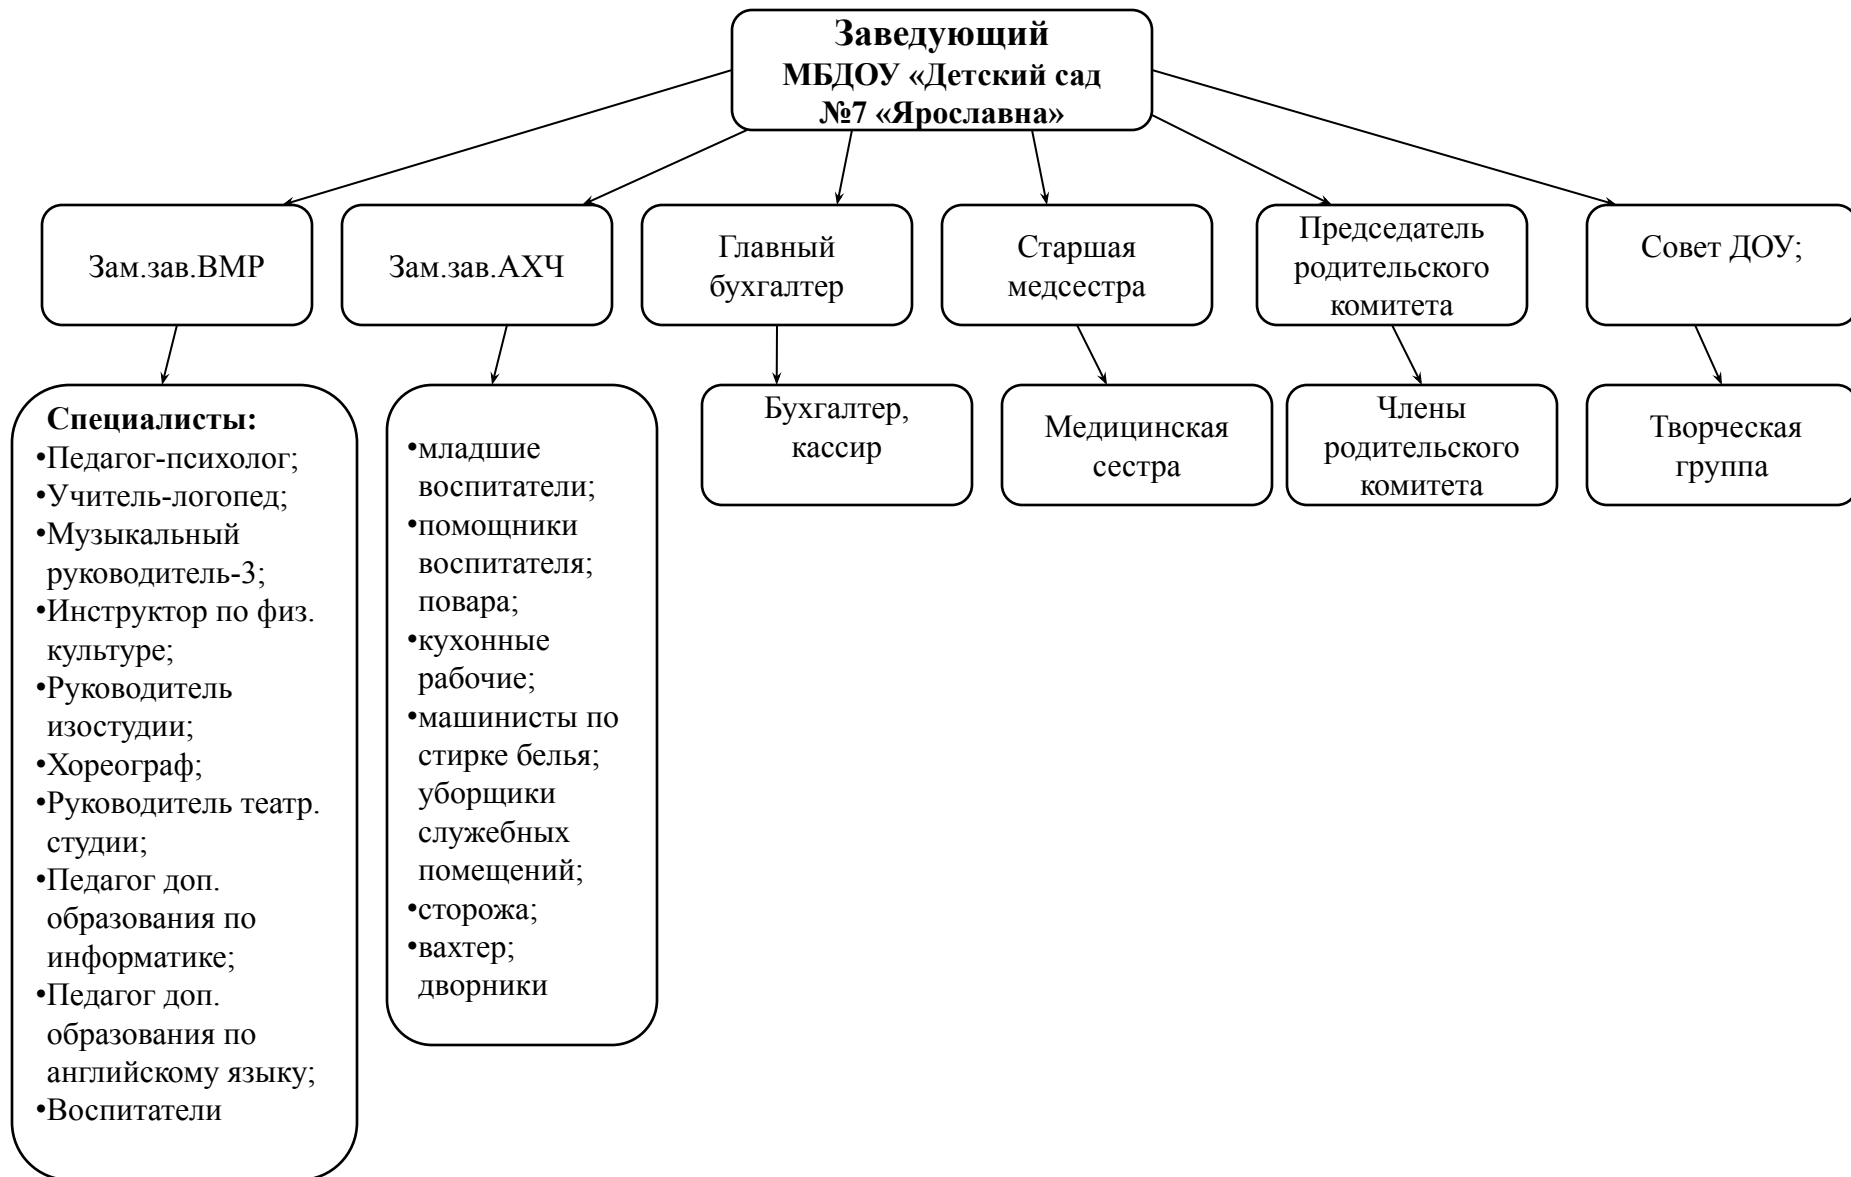 Заведующий
МБДОУ «Детский сад
№7 «Ярославна»
Зам.зав.ВМР
Зам.зав.АХЧ
Главный
бухгалтер
Старшая
медсестра
Председатель
родительского
комитета
Совет ДОУ;
Специалисты:
•Педагог-психолог;
•Учитель-логопед;
•Музыкальный
руководитель-3;
•Инструктор по физ.
культуре;
•Руководитель
изостудии;
•Хореограф;
•Руководитель театр.
студии;
•Педагог доп.
образования по
информатике;
•Педагог доп.
образования по
английскому языку;
•Воспитатели
•младшие
воспитатели;
•помощники
воспитателя;
повара;
•кухонные
рабочие;
•машинисты по
стирке белья;
уборщики
служебных
помещений;
•сторожа;
•вахтер;
дворники
Бухгалтер,
кассир
Медицинская
сестра
Члены
родительского
комитета
Творческая
группа